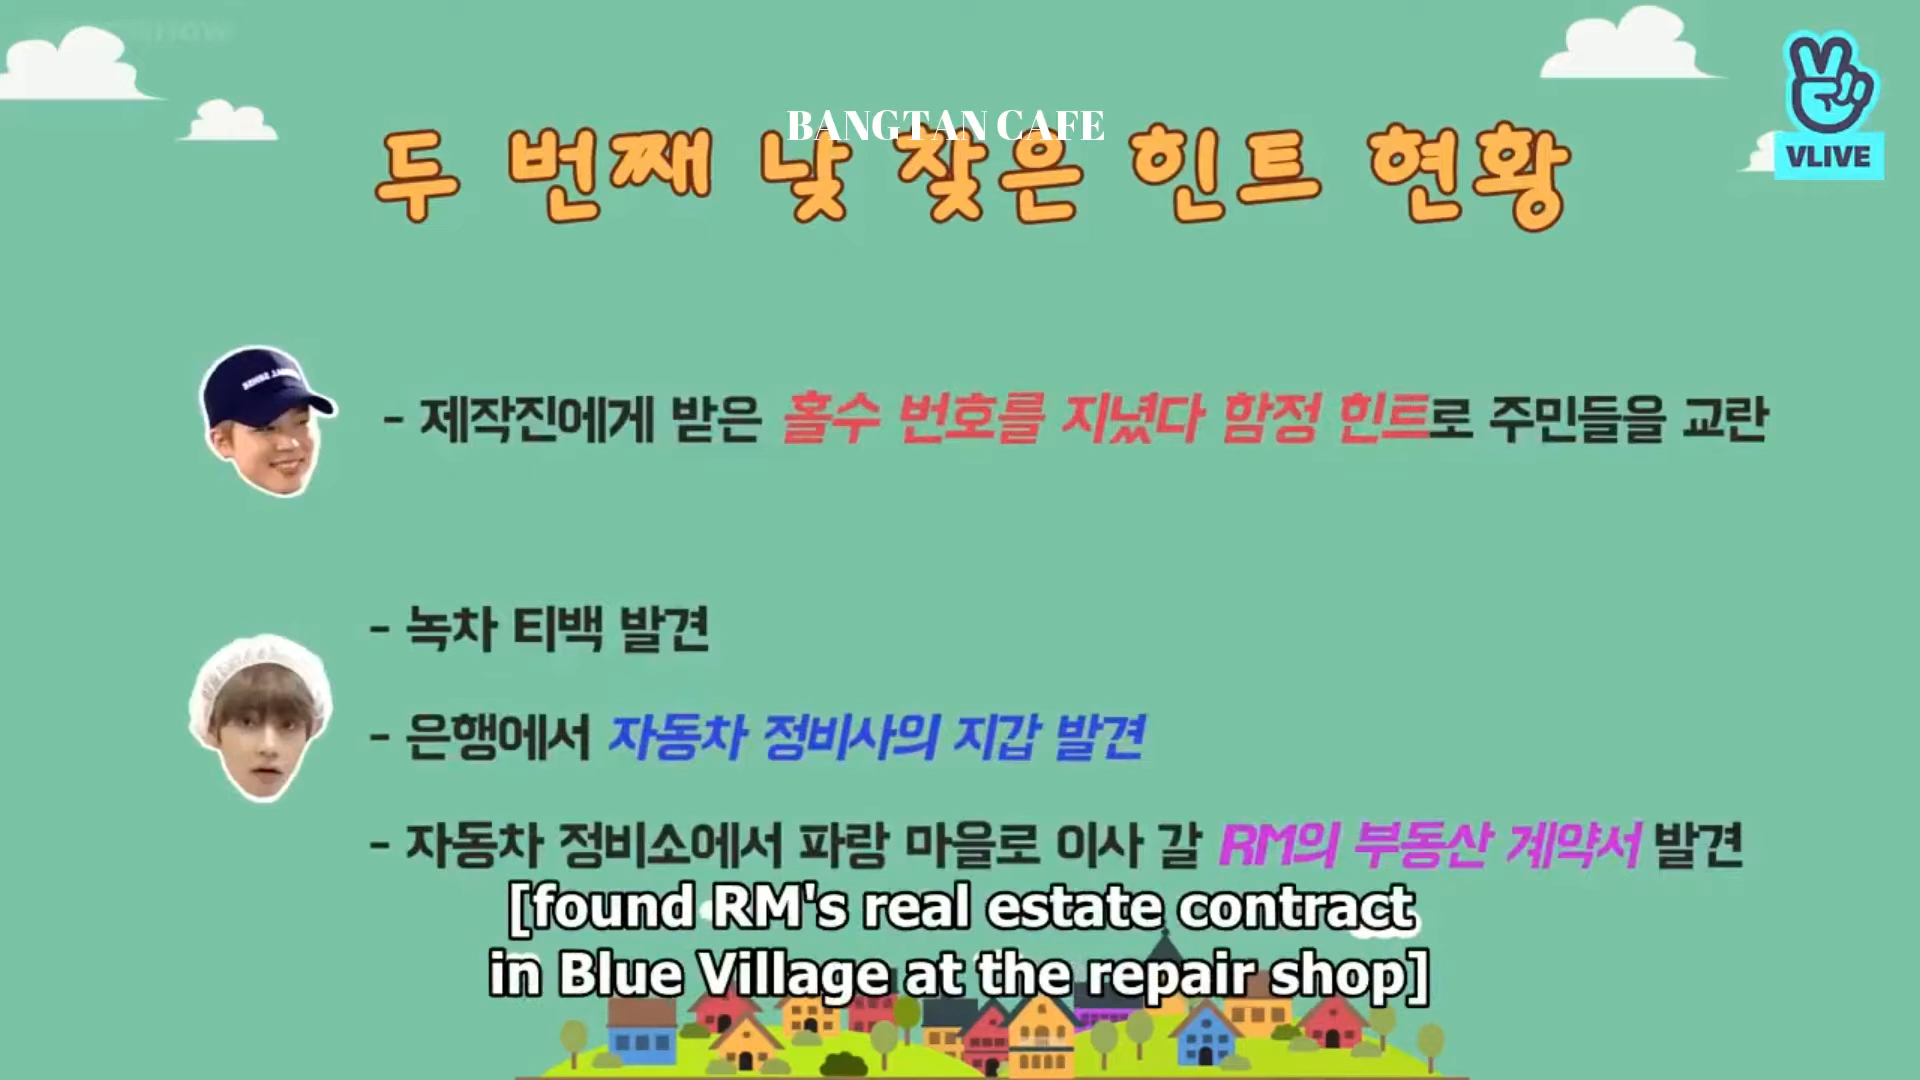 BANGTAN CAFE
VLIVE
두 번째 낮 찾은 힌트 현황
- 제작진에게 받은 홀수 번호를 지녔다 함정 힌트로 주민들을 교란
- 녹차 티백 발견
- 은행에서 자동차 정비사의 지갑 발견
- 자동차 정비소에서 파랑 마을로 이사 갈 RM의 부동산 계약서 발견
[found RM's real estate contract
in Blue Village at the repair shop]